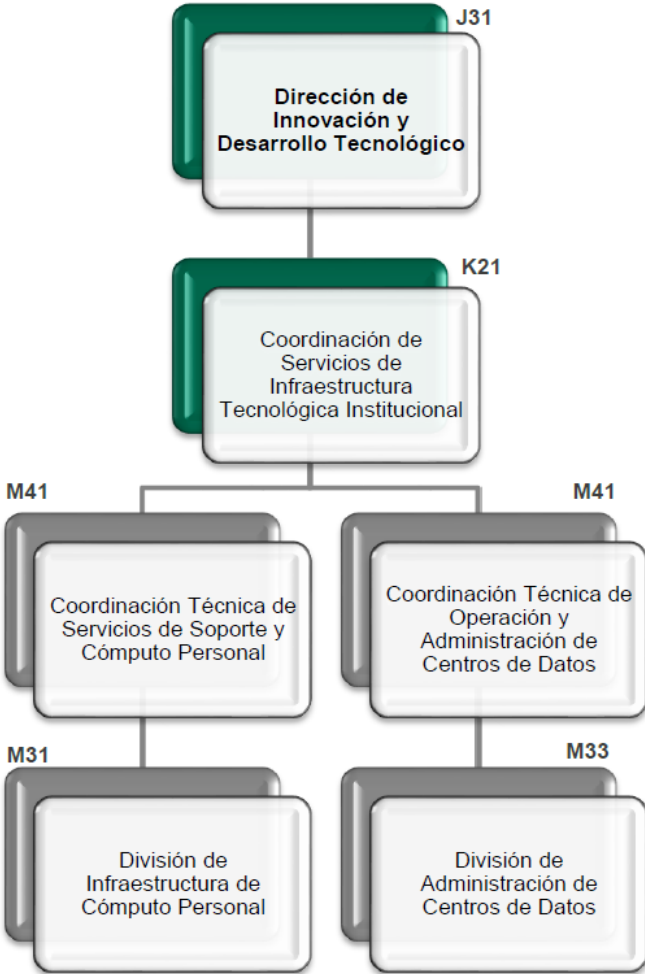 J31
Dirección de
Innovación y
Desarrollo Tecnológico
K21
Coordinación de
Servicios de
Infraestructura
Tecnológica Institucional
M41
Coordinación Técnica de
Servicios de Soporte y
Cómputo Personal
M41
Coordinación Técnica de
Operación y
Administración de
Centros de Datos
M31
División de
Infraestructura de
Cómputo Personal
M33
División de
Administración de
Centros de Datos